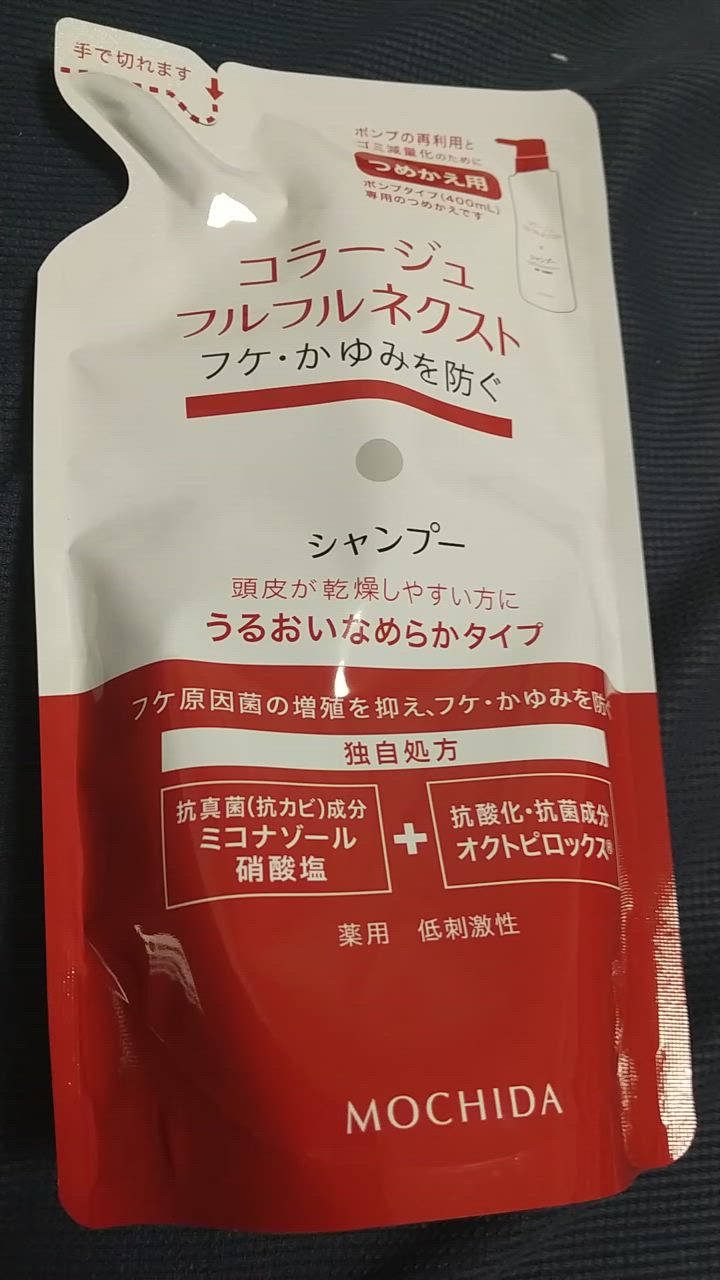 手で切れます
ポンプの再利用と
ゴミ減量化のために
つめかえ用
ポンプタイプ(400mL)
専用のつめかえです
シャンプー
コラージュ
フルフルネクスト
フケ・かゆみを防ぐ
シャンプー
頭皮が乾燥しやすい方に
うるおいなめらかタイプ
フケ原因菌の増殖を抑え、フケ・かゆみを防ぐ
独自処方
抗真菌(抗カビ)成分
ミコナゾール
硝酸塩
+
抗酸化・抗菌成分
オクトピロックス®
薬用 低刺激性
MOCHIDA